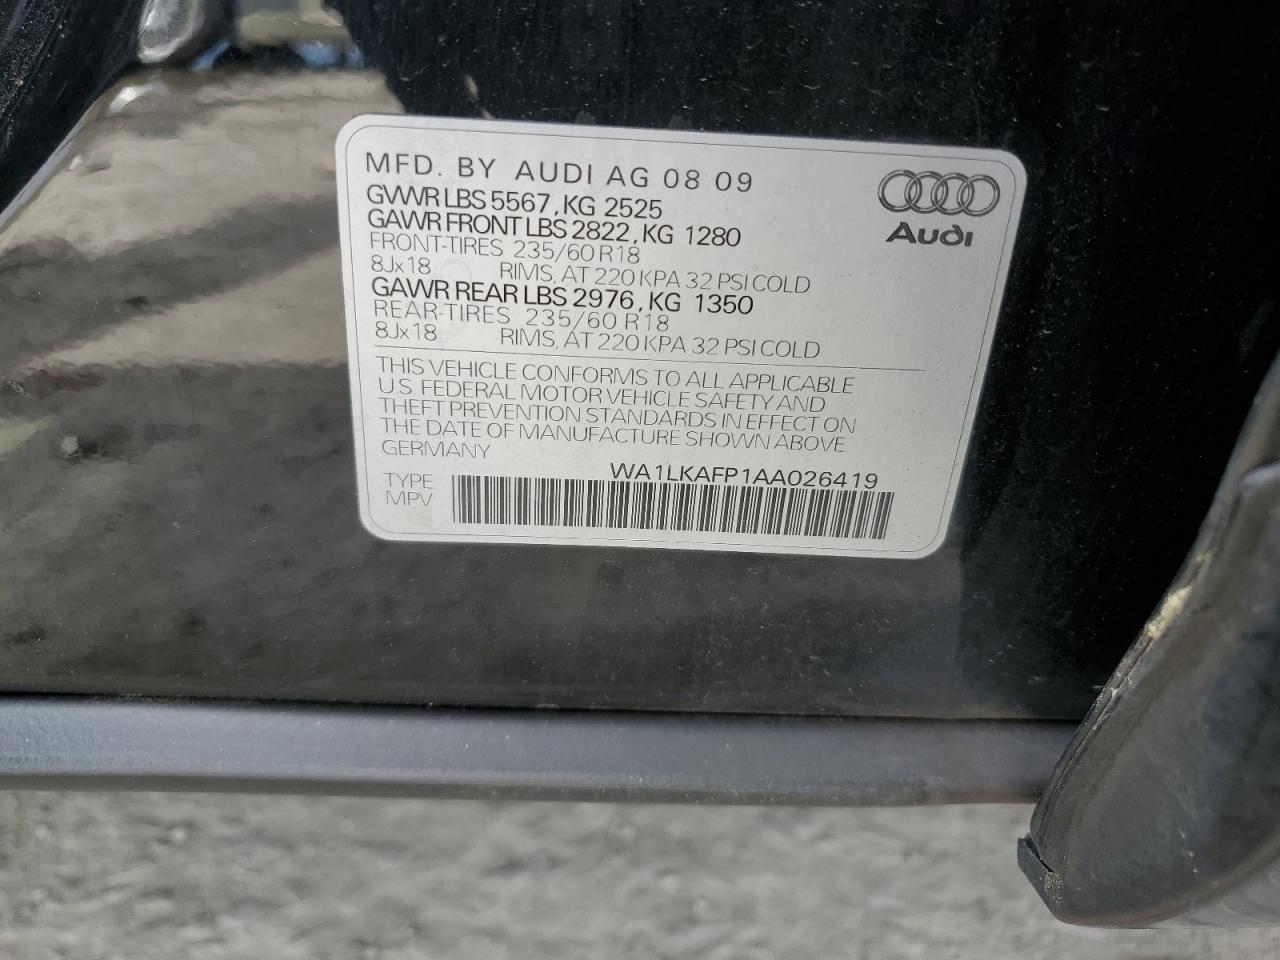 MFD. BY AUDI AG 08 09
GVWR LBS 5567, KG 2525
GAWR FRONT LBS 2822, KG 1280
FRONT-TIRES 235/60 R18
8Jx18 RIMS, AT 220 KPA 32 PSI COLD
GAWR REAR LBS 2976, KG 1350
REAR-TIRES 235/60 R18
8Jx18 RIMS, AT 220 KPA 32 PSI COLD
Audi
THIS VEHICLE CONFORMS TO ALL APPLICABLE
U.S. FEDERAL MOTOR VEHICLE SAFETY AND
THEFT PREVENTION STANDARDS IN EFFECT ON
THE DATE OF MANUFACTURE SHOWN ABOVE.
GERMANY
WA1LKAFP1AA026419
TYPE:
MPV